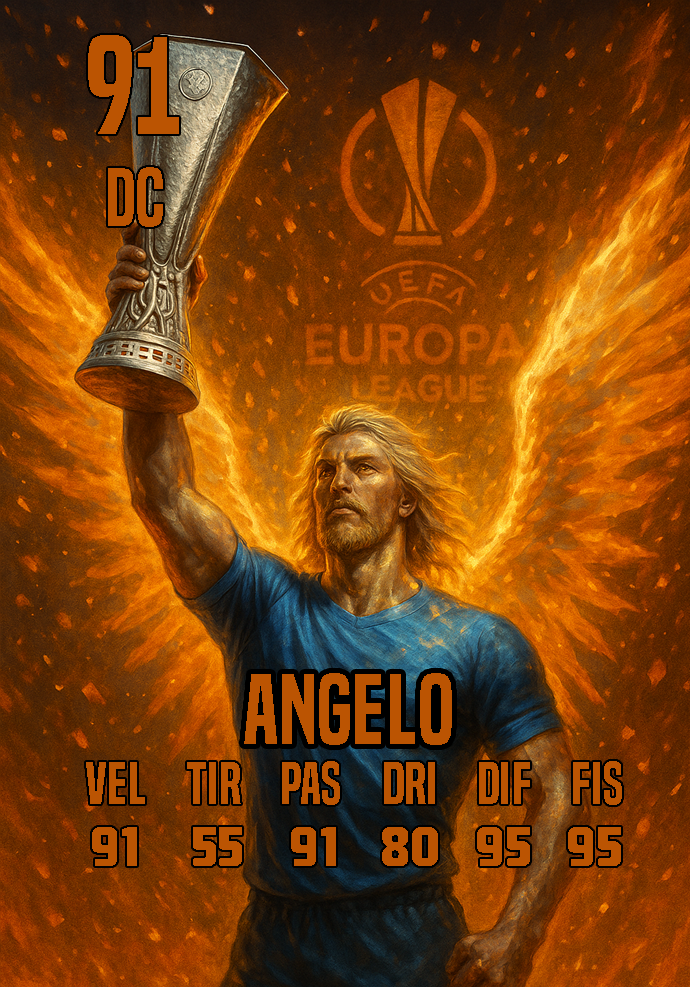 91
DC
UEFA
EUROPA
LEAGUE
ANGELO
VEL TIR PAS DRI DIF FIS
91 55 91 80 95 95